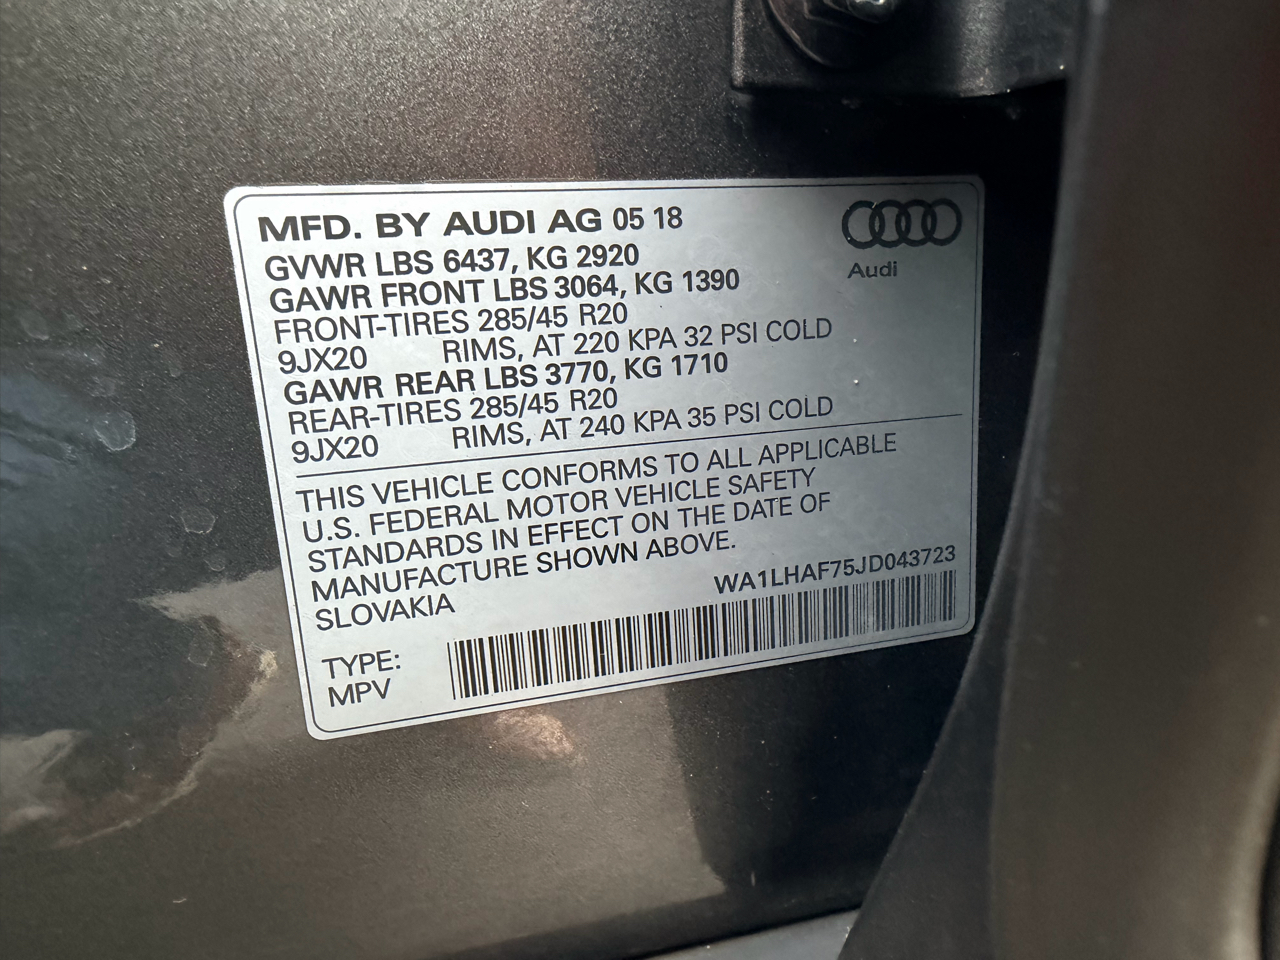 MFD. BY AUDI AG 05 18
Audi
GVWR LBS 6437, KG 2920
GAWR FRONT LBS 3064, KG 1390
FRONT-TIRES 285/45 R20
9JX20 RIMS, AT 220 KPA 32 PSI COLD
GAWR REAR LBS 3770, KG 1710
REAR-TIRES 285/45 R20
9JX20 RIMS, AT 240 KPA 35 PSI COLD
THIS VEHICLE CONFORMS TO ALL APPLICABLE
U.S. FEDERAL MOTOR VEHICLE SAFETY
STANDARDS IN EFFECT ON THE DATE OF
MANUFACTURE SHOWN ABOVE.
SLOVAKIA
WA1LHAF75JD043723
TYPE:
MPV